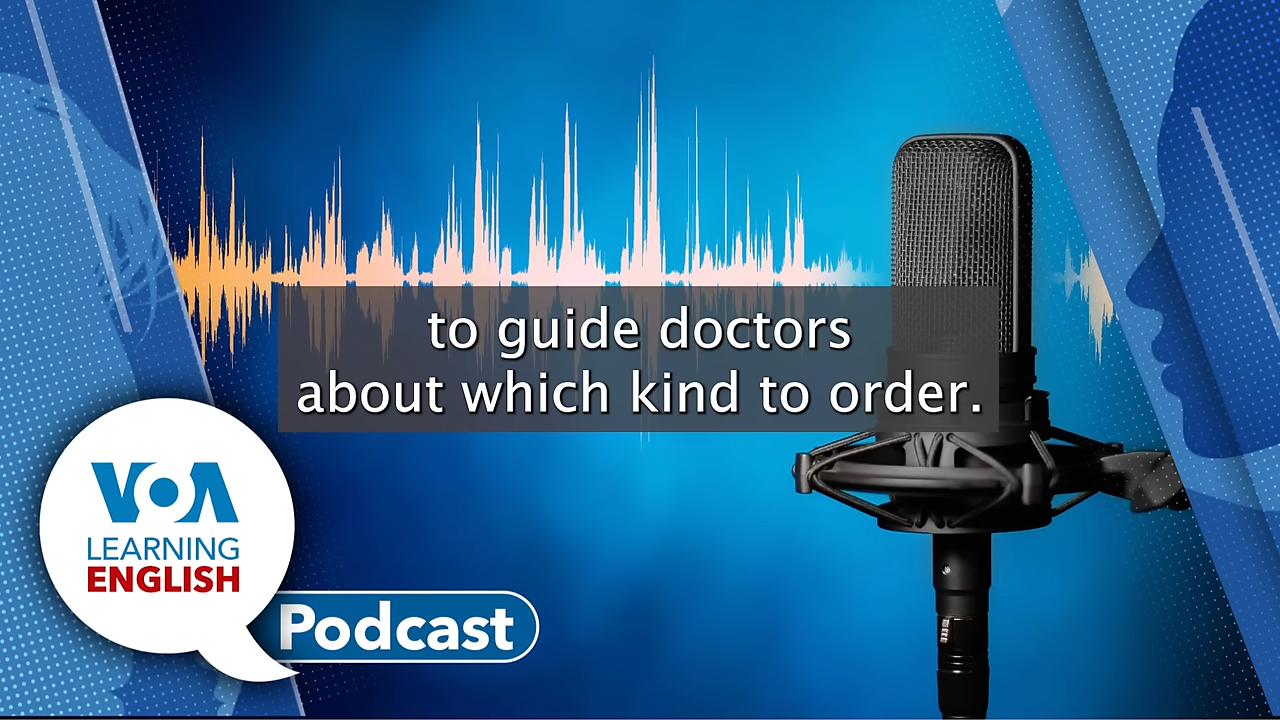 to guide doctors
about which kind to order.
VOA
LEARNING
ENGLISH
Podcast